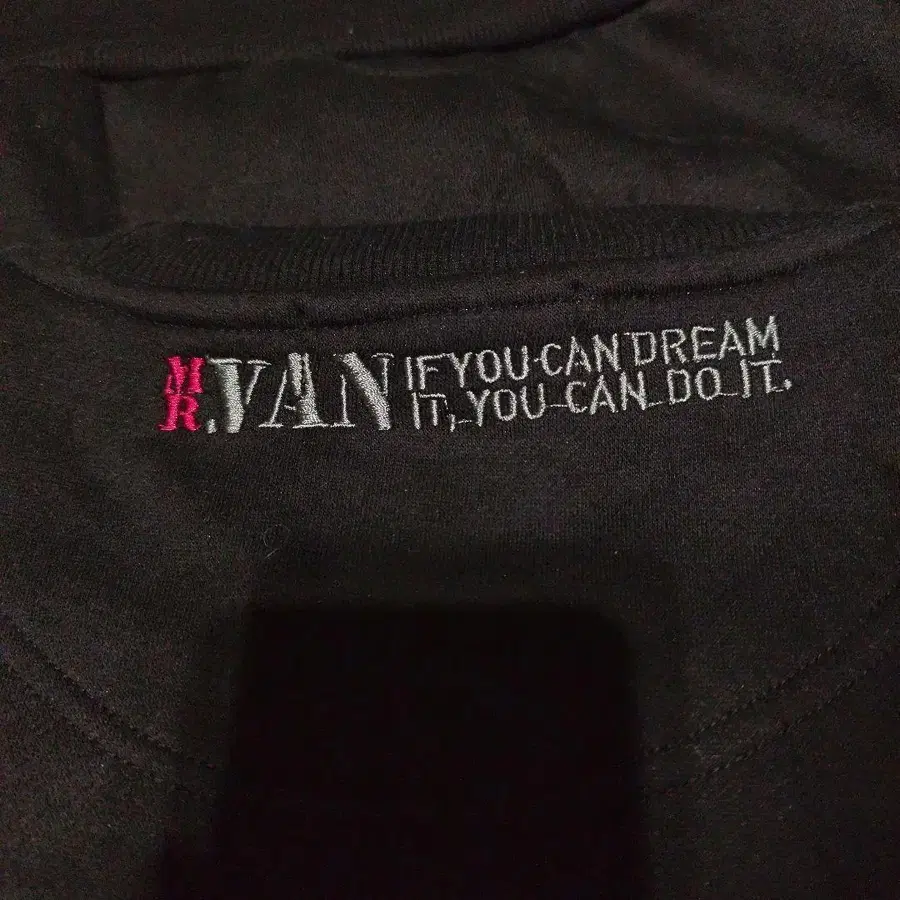 MR.VAN
IF YOU CAN DREAM
IT, YOU CAN DO IT.